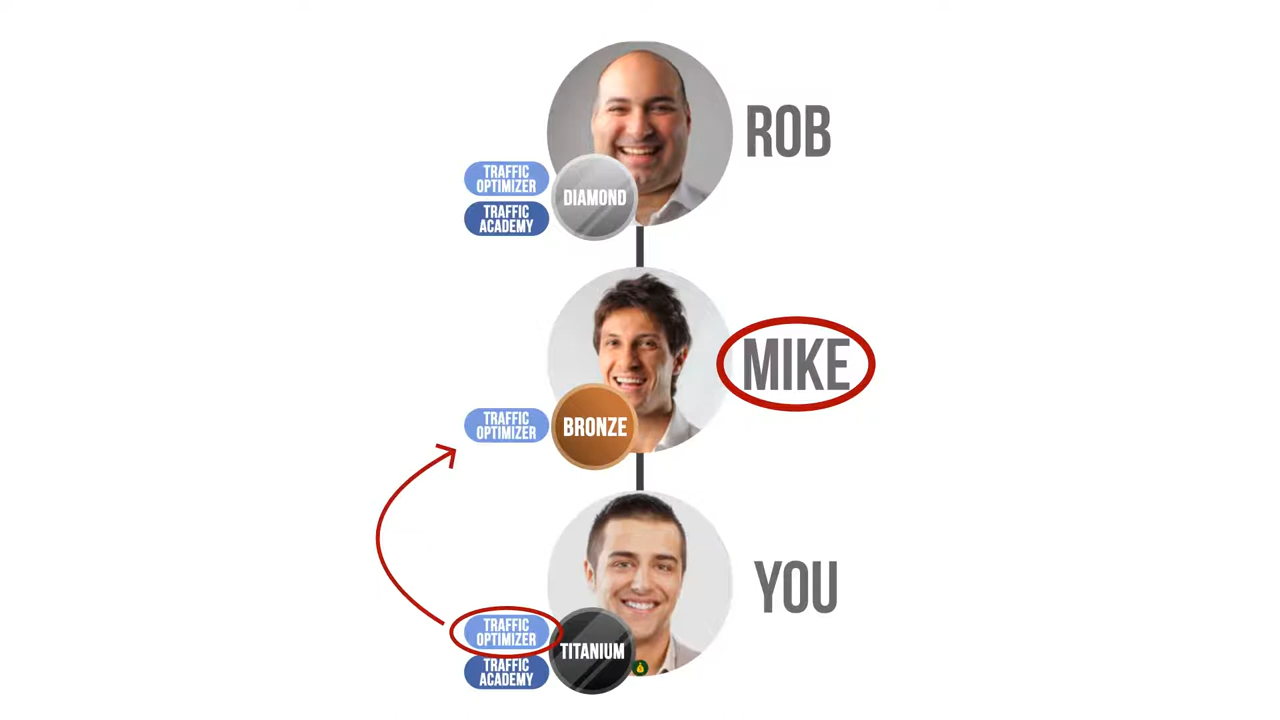 ROB
TRAFFIC
OPTIMIZER
DIAMOND
TRAFFIC
ACADEMY
MIKE
TRAFFIC
OPTIMIZER
BRONZE
YOU
TRAFFIC
OPTIMIZER
TITANIUM
TRAFFIC
ACADEMY